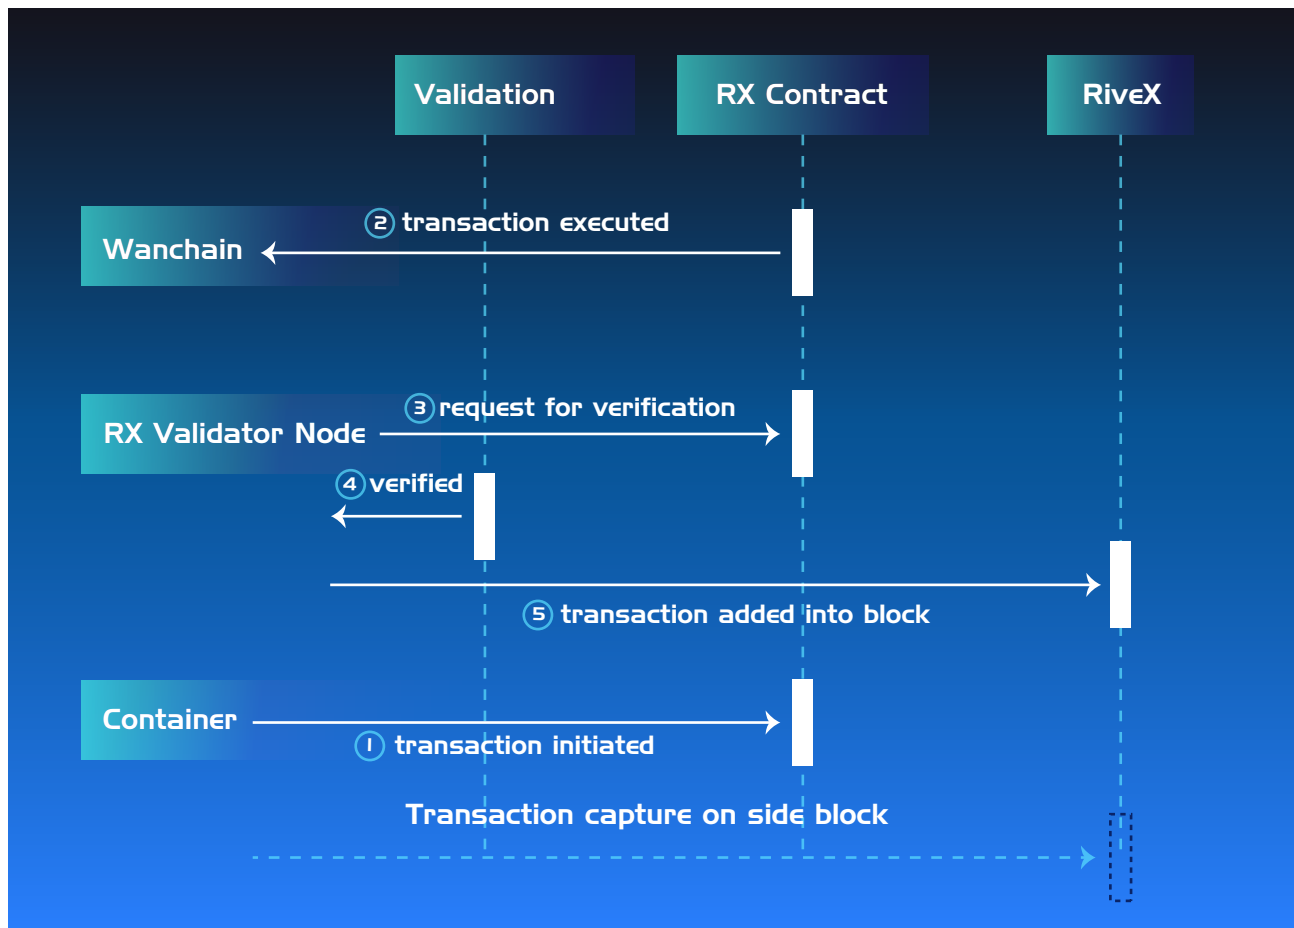 Validation
RX Contract
RiveX
2 transaction executed
Wanchain
3 request for verification
RX Validator Node
4 verified
5 transaction added into block
Container
1 transaction initiated
Transaction capture on side block